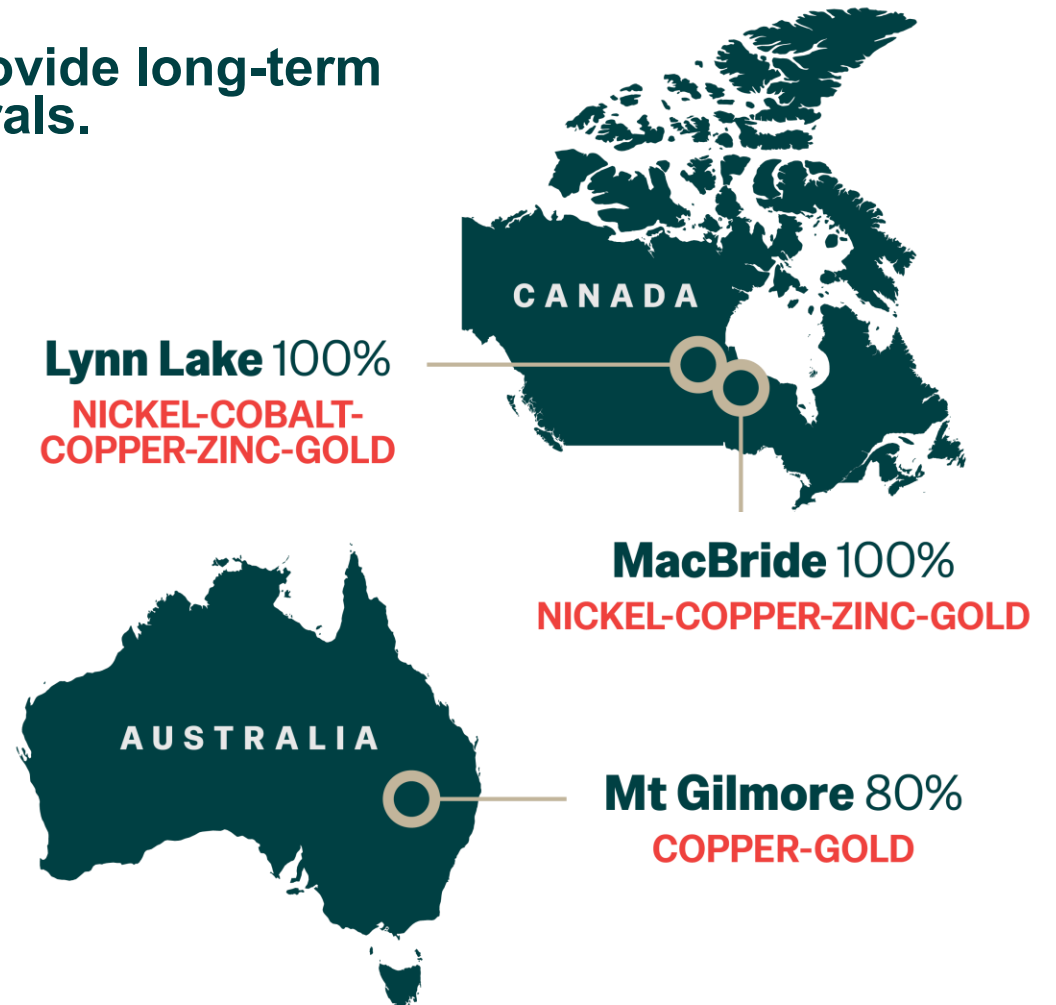 ovide long-term
rals.
CANADA
Lynn Lake 100%
NICKEL-COBALT-
COPPER-ZINC-GOLD
MacBride 100%
NICKEL-COPPER-ZINC-GOLD
AUSTRALIA
Mt Gilmore 80%
COPPER-GOLD